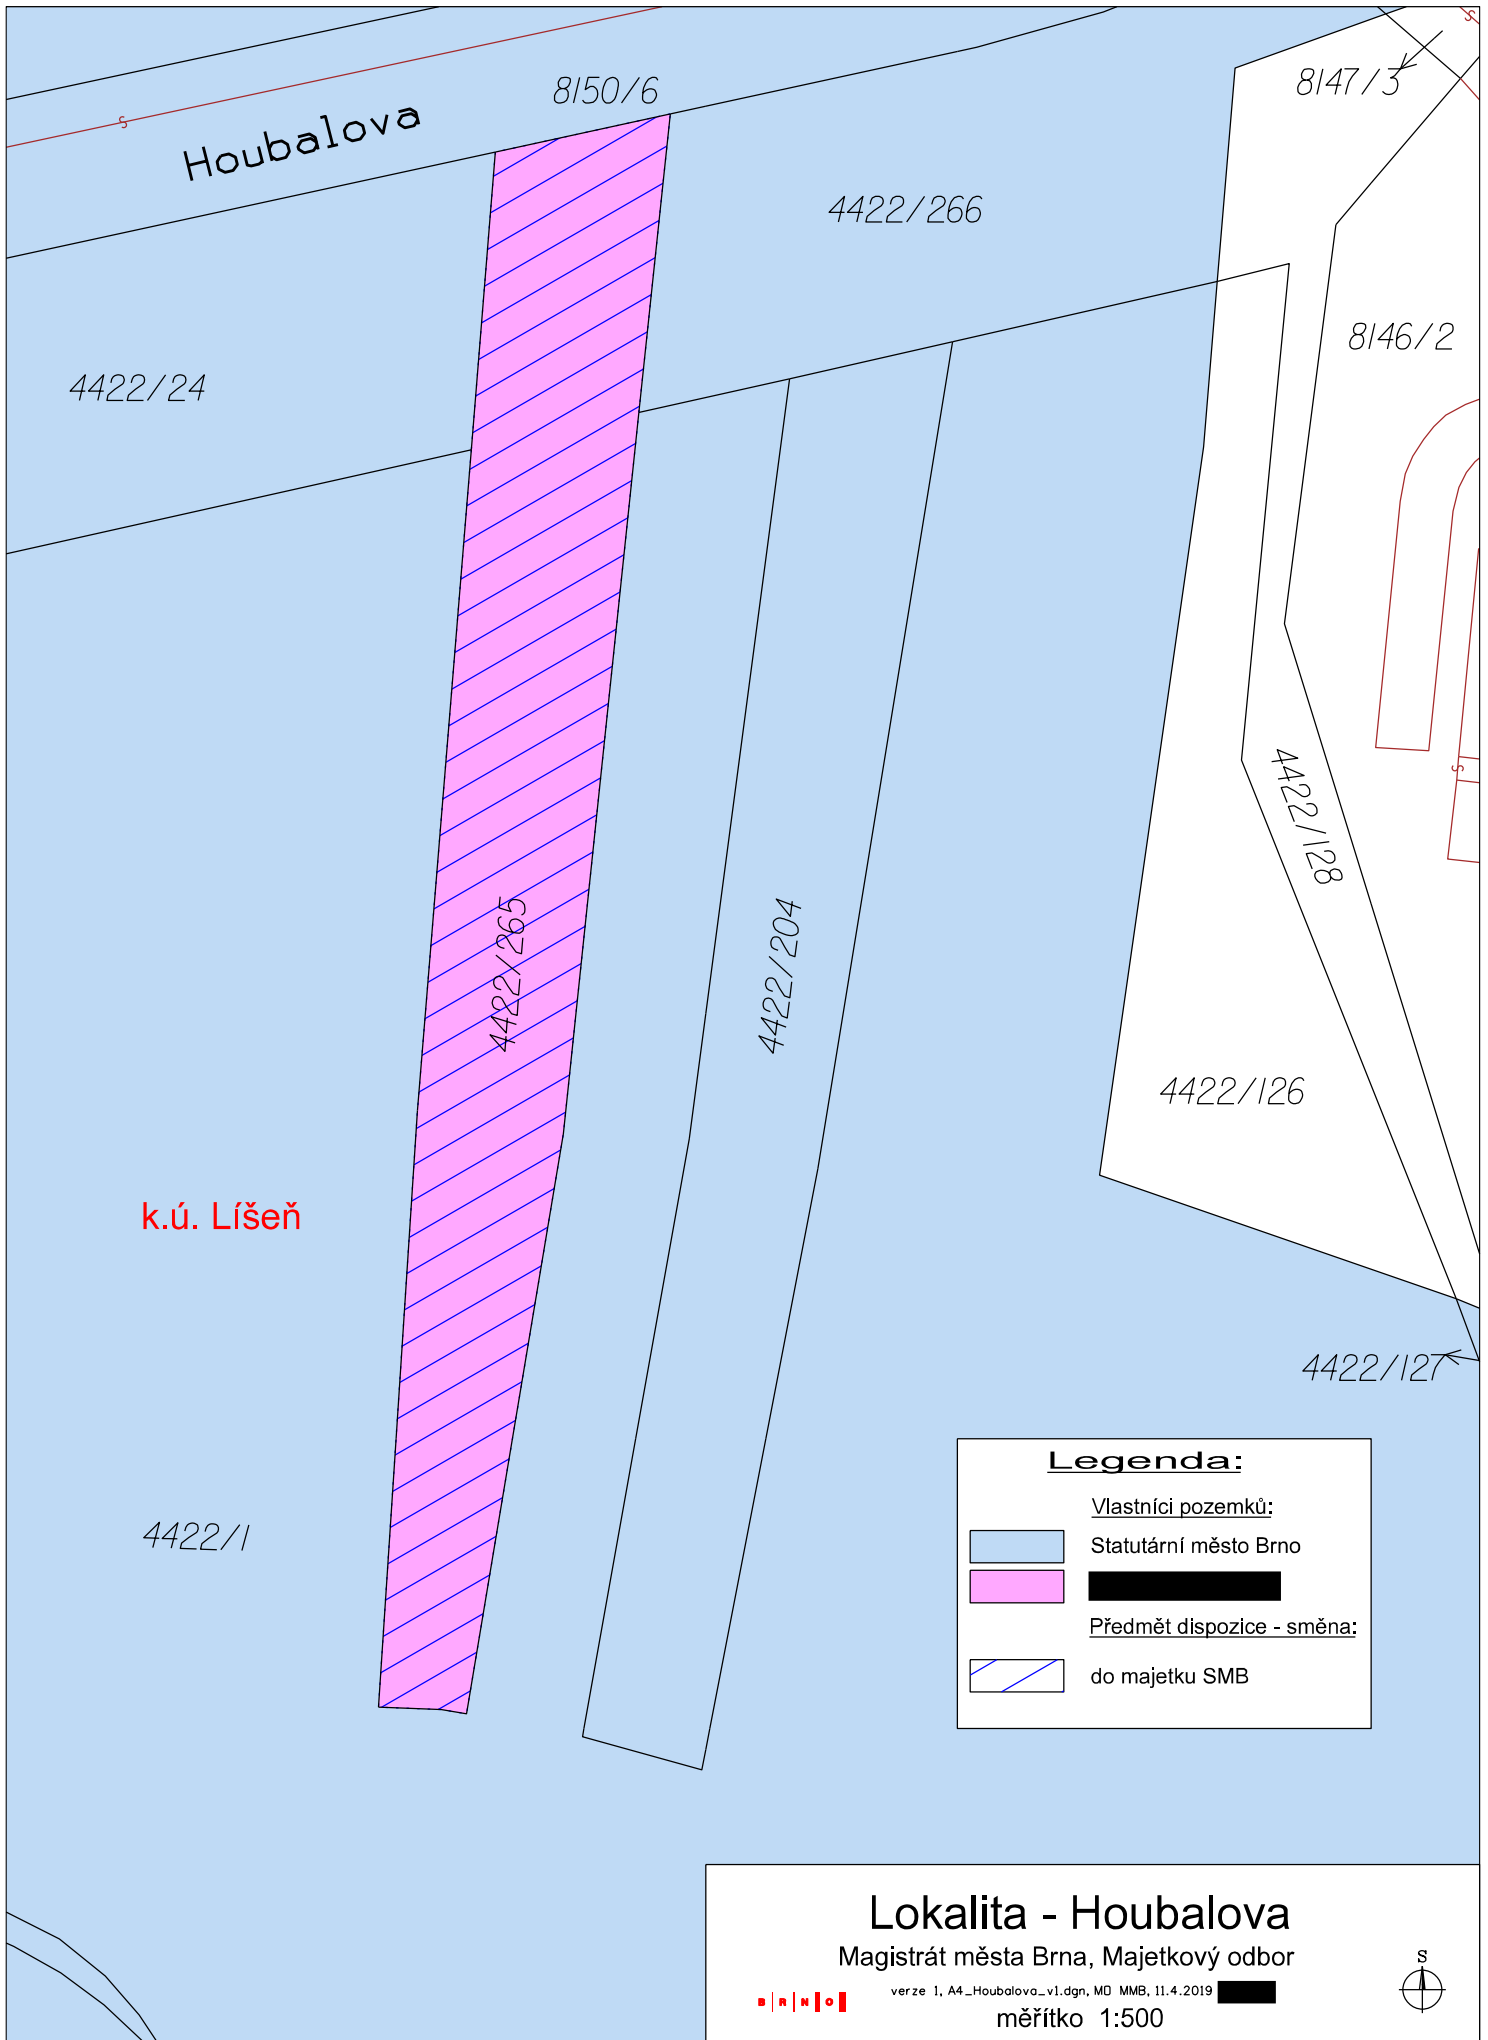 8150/6
8147/3
Houbalova
4422/266
8146/2
4422/24
4422/128
4422/265
4422/204
4422/126
k.ú. Líšeň
4422/127
4422/1
Legenda:
Vlastníci pozemků:
Statutární město Brno
Předmět dispozice - směna:
do majetku SMB
Lokalita - Houbalova
Magistrát města Brna, Majetkový odbor
S
verze 1, A4_Houbalova_v1.dgn, MO MMB, 11.4.2019
BRNO
měřítko 1:500